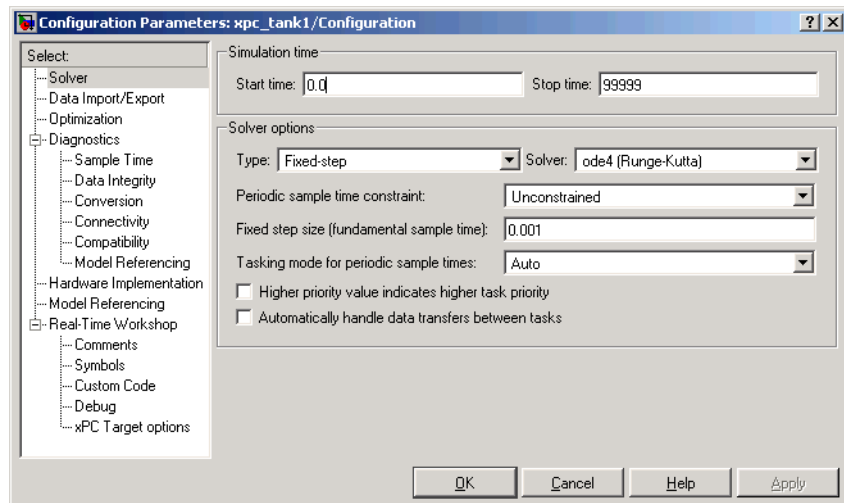 Configuration Parameters: xpc_tank1/Configuration
Select:
Solver
Data Import/Export
Optimization
Diagnostics
Sample Time
Data Integrity
Conversion
Connectivity
Compatibility
Model Referencing
Hardware Implementation
Model Referencing
Real-Time Workshop
Comments
Symbols
Custom Code
Debug
xPC Target options
Simulation time
Start time: 0.0 Stop time: 99999
Solver options
Type: Fixed-step Solver: ode4 (Runge-Kutta)
Periodic sample time constraint: Unconstrained
Fixed step size (fundamental sample time): 0.001
Tasking mode for periodic sample times: Auto
Higher priority value indicates higher task priority
Automatically handle data transfers between tasks
OK Cancel Help Apply